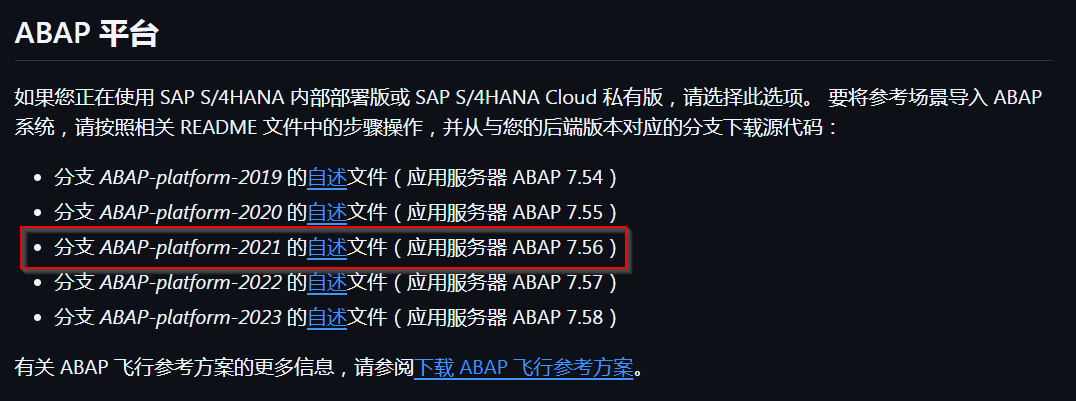 ABAP 平台
如果您正在使用 SAP S/4HANA 内部部署版或 SAP S/4HANA Cloud 私有版，请选择此选项。 要将参考场景导入 ABAP
系统，请按照相关 README 文件中的步骤操作，并从与您的后端版本对应的分支下载源代码：
• 分支 ABAP-platform-2019 的自述文件（应用服务器 ABAP 7.54）
• 分支 ABAP-platform-2020 的自述文件（应用服务器 ABAP 7.55）
• 分支 ABAP-platform-2021 的自述文件（应用服务器 ABAP 7.56）
• 分支 ABAP-platform-2022 的自述文件（应用服务器 ABAP 7.57）
• 分支 ABAP-platform-2023 的自述文件（应用服务器 ABAP 7.58）
有关 ABAP 飞行参考方案的更多信息，请参阅下载 ABAP 飞行参考方案。